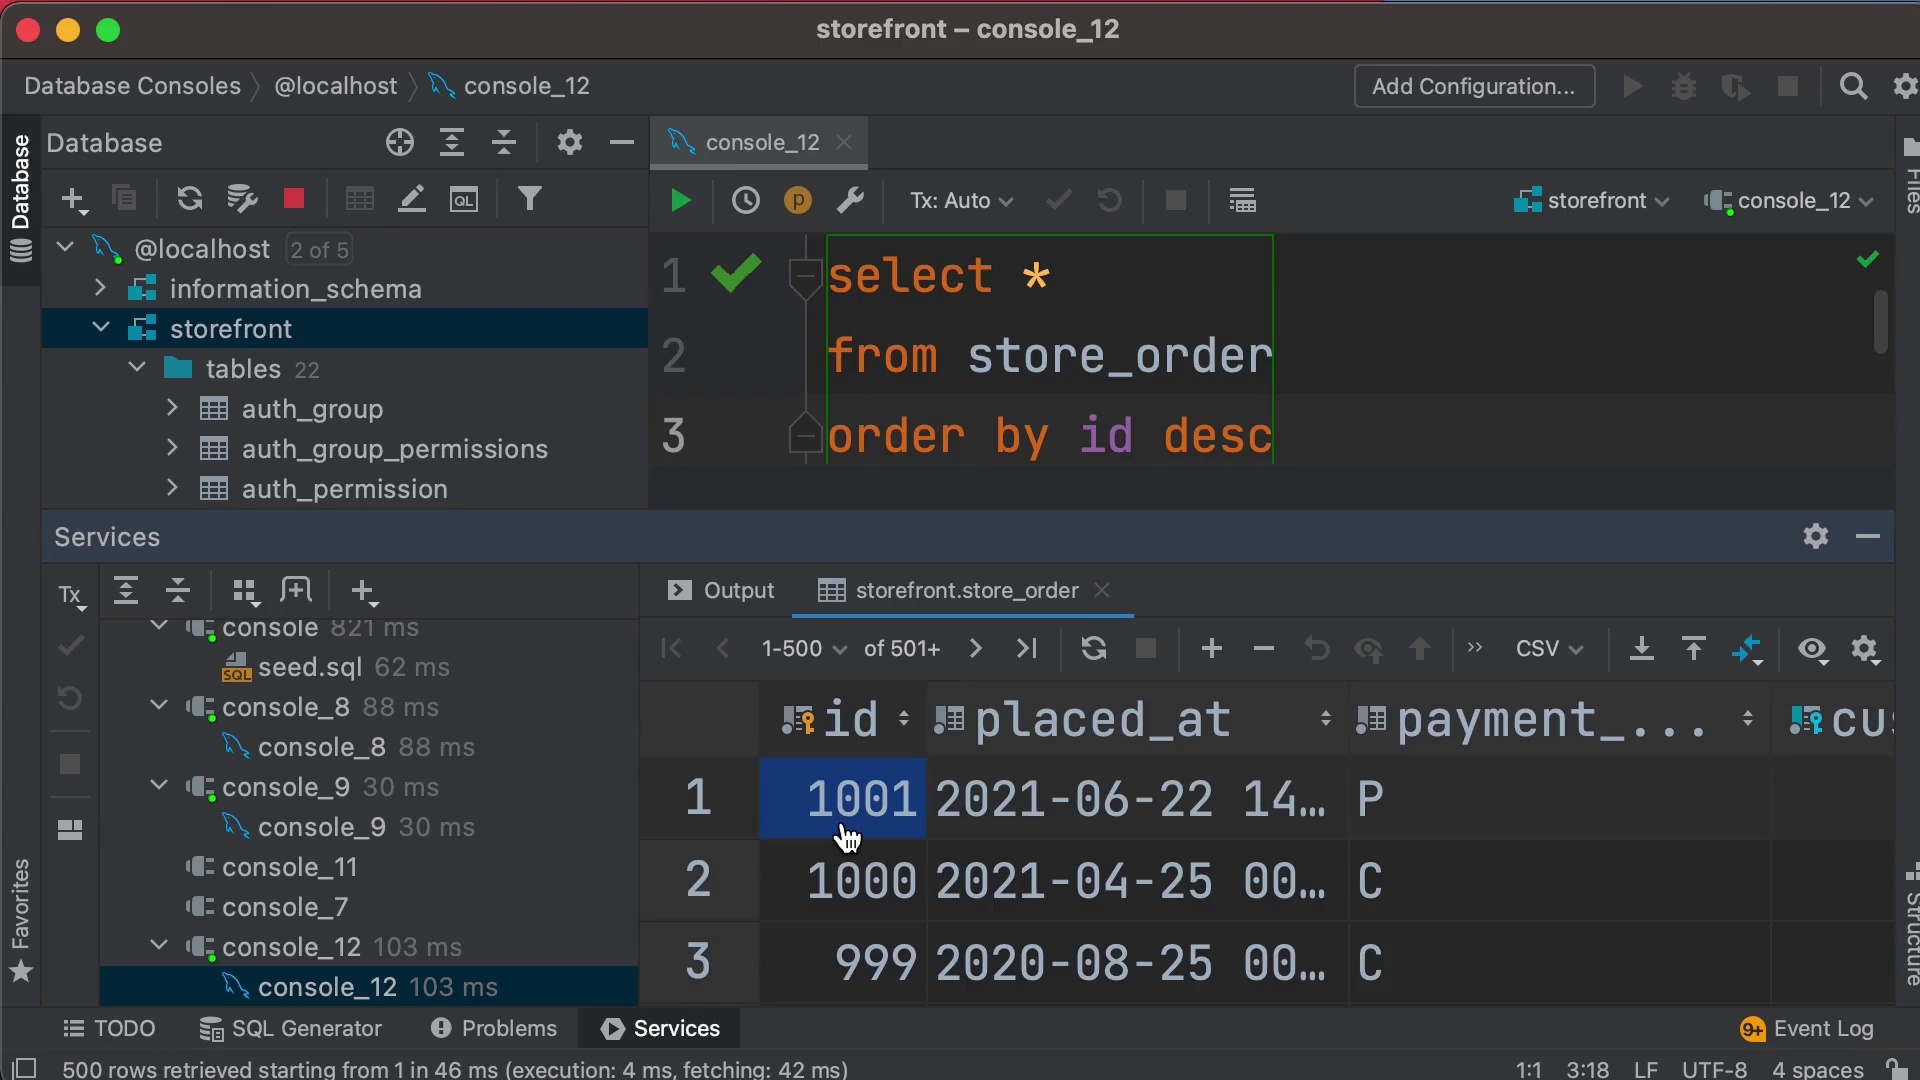 storefront – console_12
Database Consoles 〉 @localhost 〉 console_12
Add Configuration...
Database
Database
console_12
Files
Tx: Auto
storefront
console_12
@localhost 2 of 5
information_schema
storefront
tables 22
auth_group
auth_group_permissions
auth_permission
1 select *
2 from store_order
3 order by id desc
Services
Tx
console 821 ms
seed.sql 62 ms
console_8 88 ms
console_8 88 ms
console_9 30 ms
console_9 30 ms
console_11
console_7
console_12 103 ms
console_12 103 ms
Output
storefront.store_order
1-500 of 501+
CSV
id placed_at payment_... cus
1 1001 2021-06-22 14… P
2 1000 2021-04-25 00… C
3 999 2020-08-25 00… C
Favorites
Structure
TODO
SQL Generator
Problems
Services
9+ Event Log
500 rows retrieved starting from 1 in 46 ms (execution: 4 ms, fetching: 42 ms)
1:1 3:18 LF UTF-8 4 spaces